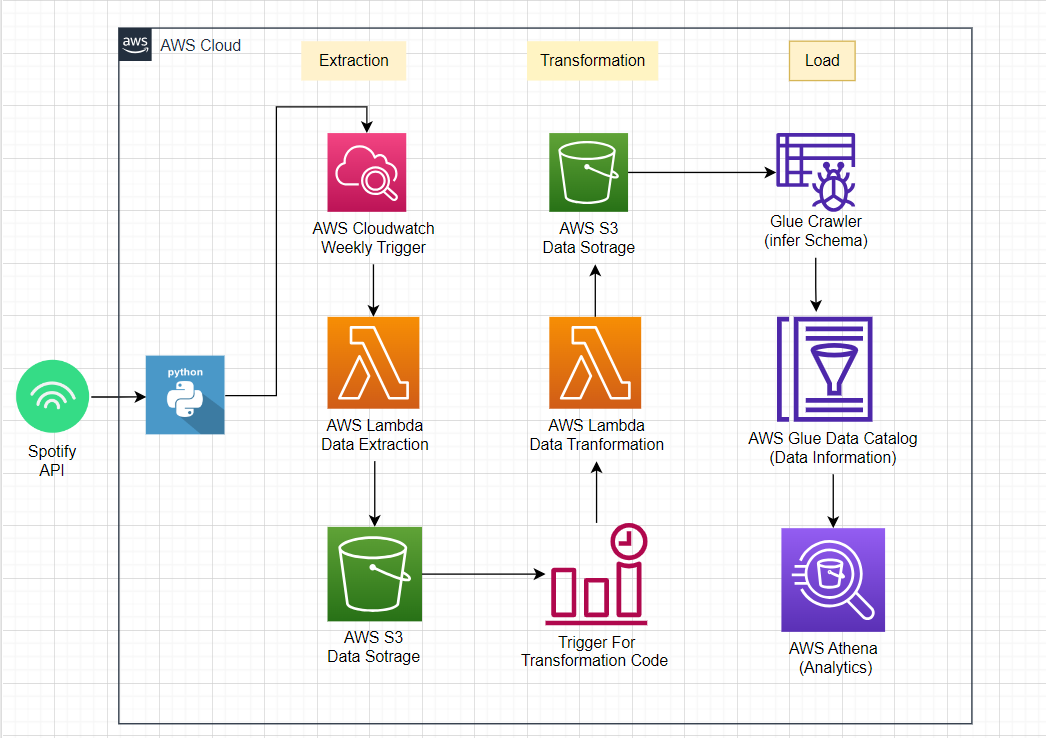 aws
AWS Cloud
Extraction
Transformation
Load
AWS Cloudwatch
Weekly Trigger
AWS S3
Data Sotrage
Glue Crawler
(infer Schema)
python
Spotify
API
AWS Lambda
Data Extraction
AWS Lambda
Data Tranformation
AWS Glue Data Catalog
(Data Information)
AWS S3
Data Sotrage
Trigger For
Transformation Code
AWS Athena
(Analytics)